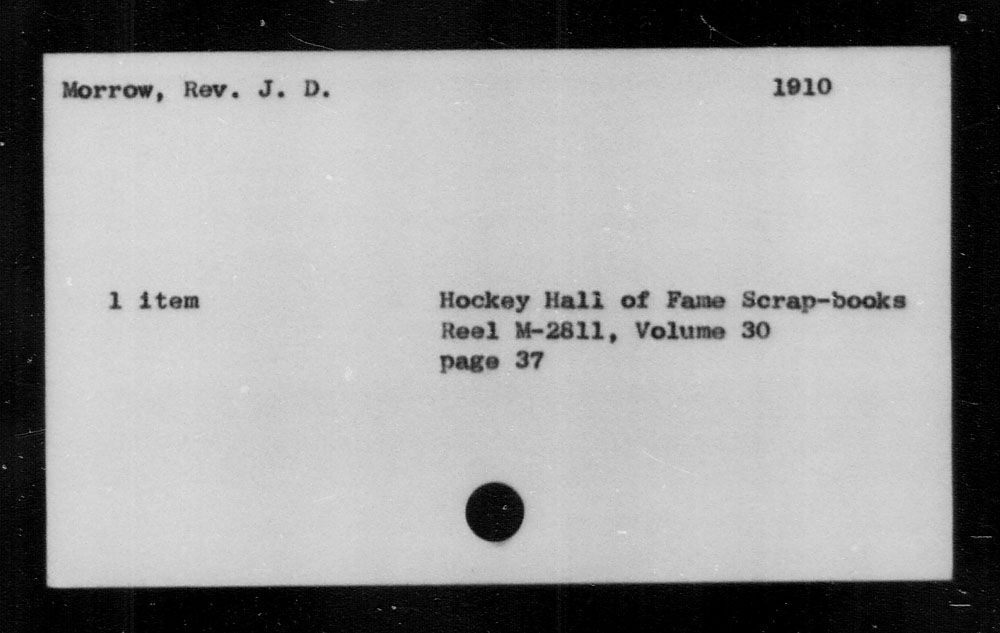 Morrow, Rev. J. D. 1910
1 item Hockey Hall of Fame Scrap-books
Reel M-2811, Volume 30
page 37